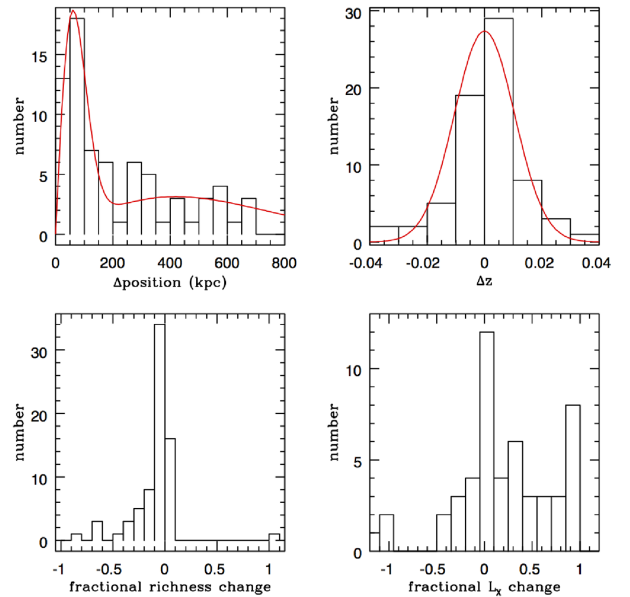 number
15
10
5
0
0 200 400 600 800
Δposition (kpc)
number
30
20
10
0
-0.04 -0.02 0 0.02 0.04
Δz
number
30
20
10
0
-1 -0.5 0 0.5 1
fractional richness change
number
10
5
0
-1 -0.5 0 0.5 1
fractional Lx change